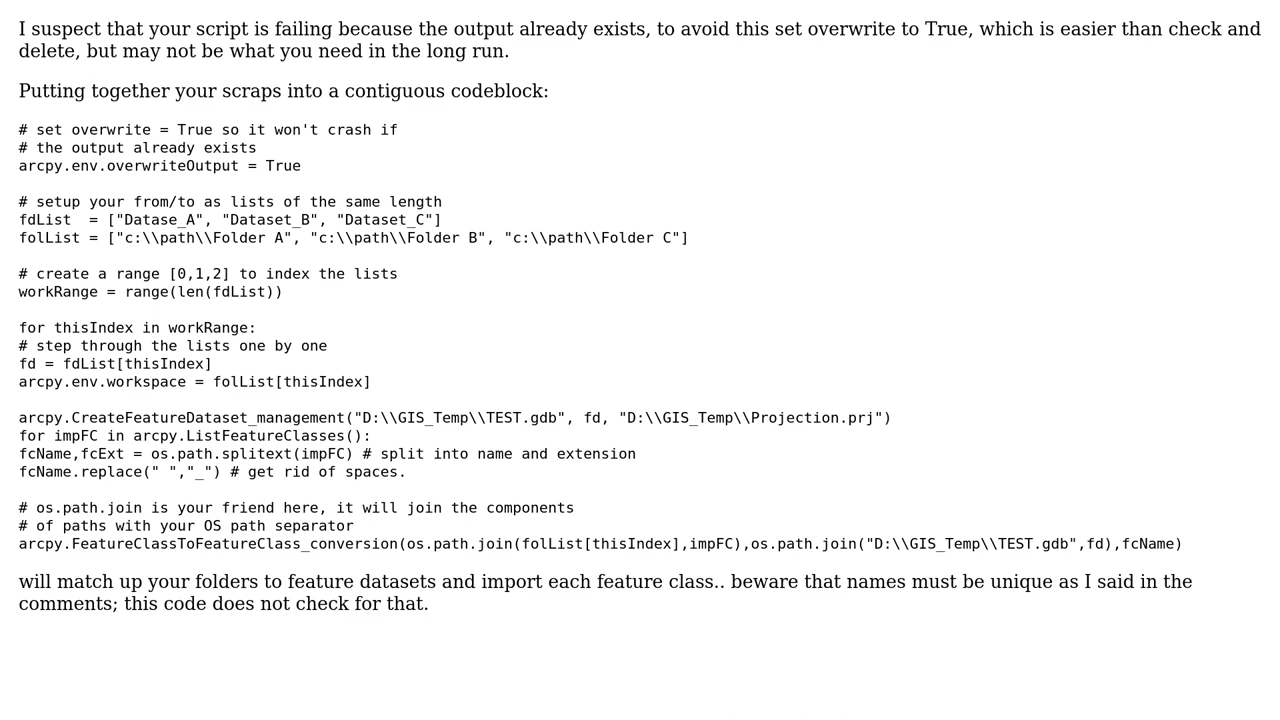 I suspect that your script is failing because the output already exists, to avoid this set overwrite to True, which is easier than check and
delete, but may not be what you need in the long run.
Putting together your scraps into a contiguous codeblock:
# set overwrite = True so it won't crash if
# the output already exists
arcpy.env.overwriteOutput = True
# setup your from/to as lists of the same length
fdList  = ["Datase_A", "Dataset_B", "Dataset_C"]
folList = ["c:\\path\\Folder A", "c:\\path\\Folder B", "c:\\path\\Folder C"]
# create a range [0,1,2] to index the lists
workRange = range(len(fdList))
for thisIndex in workRange:
# step through the lists one by one
fd = fdList[thisIndex]
arcpy.env.workspace = folList[thisIndex]
arcpy.CreateFeatureDataset_management("D:\\GIS_Temp\\TEST.gdb", fd, "D:\\GIS_Temp\\Projection.prj")
for impFC in arcpy.ListFeatureClasses():
fcName,fcExt = os.path.splitext(impFC) # split into name and extension
fcName.replace(" ","_") # get rid of spaces.
# os.path.join is your friend here, it will join the components
# of paths with your OS path separator
arcpy.FeatureClassToFeatureClass_conversion(os.path.join(folList[thisIndex],impFC),os.path.join("D:\\GIS_Temp\\TEST.gdb",fd),fcName)
will match up your folders to feature datasets and import each feature class.. beware that names must be unique as I said in the
comments; this code does not check for that.